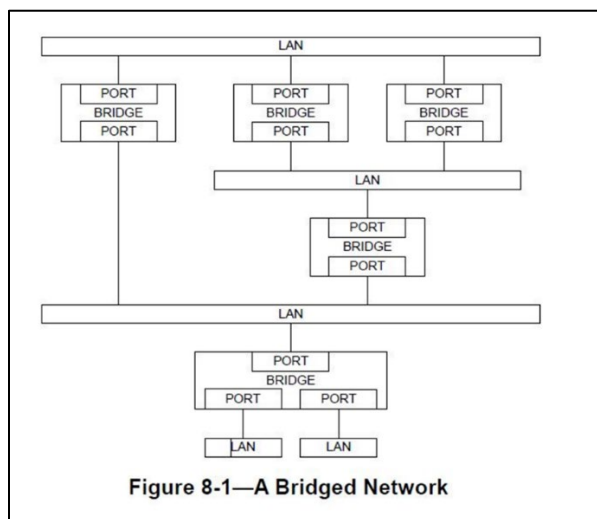 LAN
PORT PORT PORT
BRIDGE BRIDGE BRIDGE
PORT PORT PORT
LAN
PORT
BRIDGE
PORT
LAN
PORT
BRIDGE
PORT PORT
LAN LAN
Figure 8-1—A Bridged Network